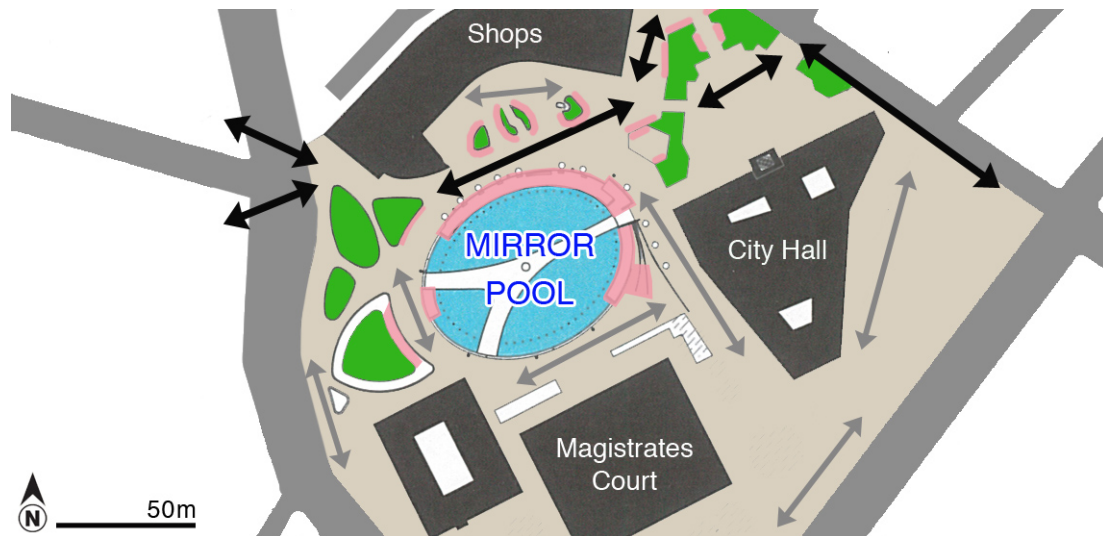 Shops
MIRROR
POOL
City Hall
Magistrates
Court
N
50m